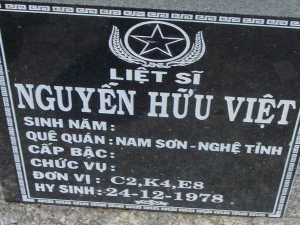 LIỆT SĨ
NGUYỄN HỮU VIỆT
SINH NĂM :
QUÊ QUÁN : NAM SƠN - NGHỆ TĨNH
CẤP BẬC :
CHỨC VỤ :
ĐƠN VỊ : C2,K4,E8
HY SINH : 24-12-1978